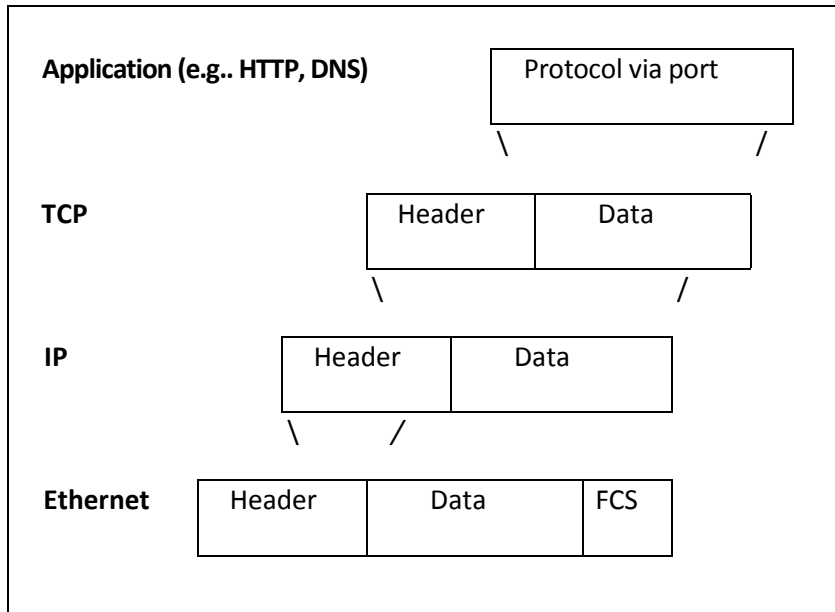 Application (e.g.. HTTP, DNS) Protocol via port
\ /
TCP Header Data
\ /
IP Header Data
\ /
Ethernet Header Data FCS